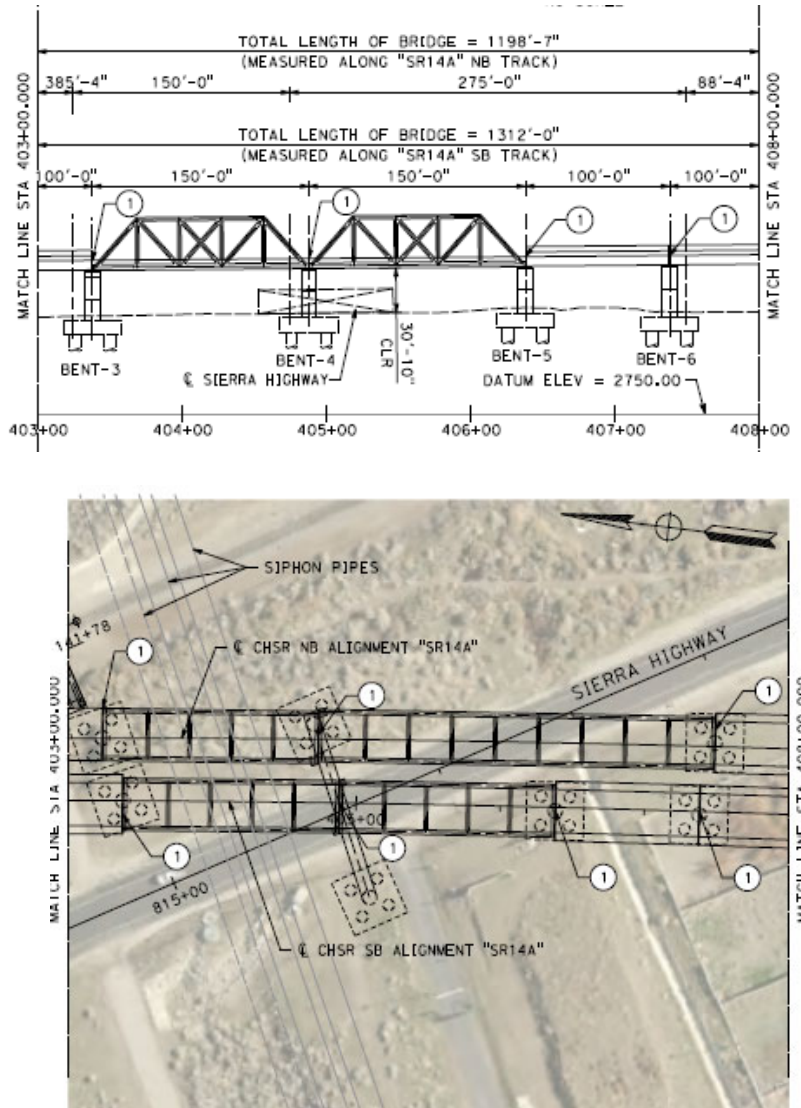 TOTAL LENGTH OF BRIDGE = 1198'-7"
(MEASURED ALONG "SR14A" NB TRACK)
385'-4" 150'-0" 275'-0" 88'-4"
TOTAL LENGTH OF BRIDGE = 1312'-0"
(MEASURED ALONG "SR14A" SB TRACK)
100'-0" 150'-0" 150'-0" 100'-0" 100'-0"
MATCH LINE STA 403+00.000
MATCH LINE STA 408+00.000
1 1 1 1
30'-10"
CLR
BENT-3 BENT-4 BENT-5 BENT-6
℄ SIERRA HIGHWAY
DATUM ELEV = 2750.00
403+00 404+00 405+00 406+00 407+00 408+00
SIPHON PIPES
141+78
1
℄ CHSR NB ALIGNMENT "SR14A"
SIERRA HIGHWAY
1
1
MATCH LINE STA 403+00.000
MATCH LINE STA 408+00.000
1
1
1
1
815+00
℄ CHSR SB ALIGNMENT "SR14A"